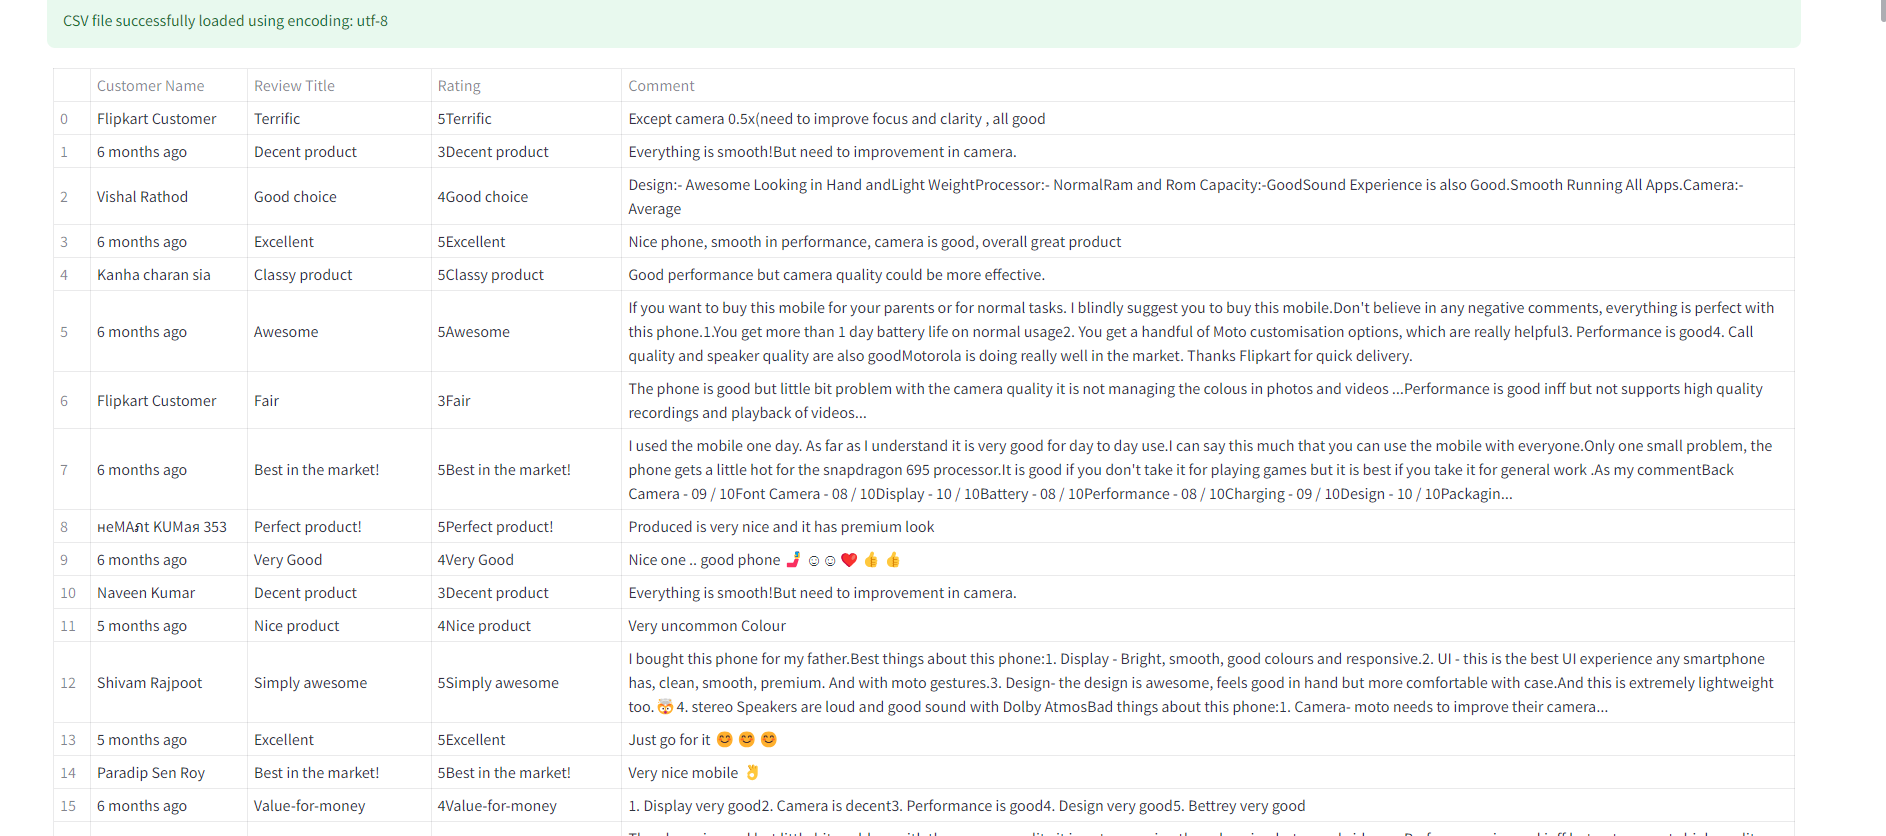 CSV file successfully loaded using encoding: utf-8
Customer Name Review Title Rating Comment
0 Flipkart Customer Terrific 5Terrific Except camera 0.5x(need to improve focus and clarity , all good
1 6 months ago Decent product 3Decent product Everything is smooth!But need to improvement in camera.
2 Vishal Rathod Good choice 4Good choice Design:- Awesome Looking in Hand andLight WeightProcessor:- NormalRam and Rom Capacity:-GoodSound Experience is also Good.Smooth Running All Apps.Camera:-
Average
3 6 months ago Excellent 5Excellent Nice phone, smooth in performance, camera is good, overall great product
4 Kanha charan sia Classy product 5Classy product Good performance but camera quality could be more effective.
5 6 months ago Awesome 5Awesome If you want to buy this mobile for your parents or for normal tasks. I blindly suggest you to buy this mobile.Don't believe in any negative comments, everything is perfect with
this phone.1.You get more than 1 day battery life on normal usage2. You get a handful of Moto customisation options, which are really helpful3. Performance is good4. Call
quality and speaker quality are also goodMotorola is doing really well in the market. Thanks Flipkart for quick delivery.
6 Flipkart Customer Fair 3Fair The phone is good but little bit problem with the camera quality it is not managing the colous in photos and videos ...Performance is good inff but not supports high quality
recordings and playback of videos...
7 6 months ago Best in the market! 5Best in the market! I used the mobile one day. As far as I understand it is very good for day to day use.I can say this much that you can use the mobile with everyone.Only one small problem, the
phone gets a little hot for the snapdragon 695 processor.It is good if you don't take it for playing games but it is best if you take it for general work .As my commentBack
Camera - 09 / 10Font Camera - 08 / 10Display - 10 / 10Battery - 08 / 10Performance - 08 / 10Charging - 09 / 10Design - 10 / 10Packagin...
8 нeMAกt KUMaя 353 Perfect product! 5Perfect product! Produced is very nice and it has premium look
9 6 months ago Very Good 4Very Good Nice one .. good phone 🤳 ☺ ☺ ❤️ 👍 👍
10 Naveen Kumar Decent product 3Decent product Everything is smooth!But need to improvement in camera.
11 5 months ago Nice product 4Nice product Very uncommon Colour
12 Shivam Rajpoot Simply awesome 5Simply awesome I bought this phone for my father.Best things about this phone:1. Display - Bright, smooth, good colours and responsive.2. UI - this is the best UI experience any smartphone
has, clean, smooth, premium. And with moto gestures.3. Design- the design is awesome, feels good in hand but more comfortable with case.And this is extremely lightweight
too. 🤯 4. stereo Speakers are loud and good sound with Dolby AtmosBad things about this phone:1. Camera- moto needs to improve their camera...
13 5 months ago Excellent 5Excellent Just go for it 😊 😊 😊
14 Paradip Sen Roy Best in the market! 5Best in the market! Very nice mobile 👌
15 6 months ago Value-for-money 4Value-for-money 1. Display very good2. Camera is decent3. Performance is good4. Design very good5. Bettrey very good